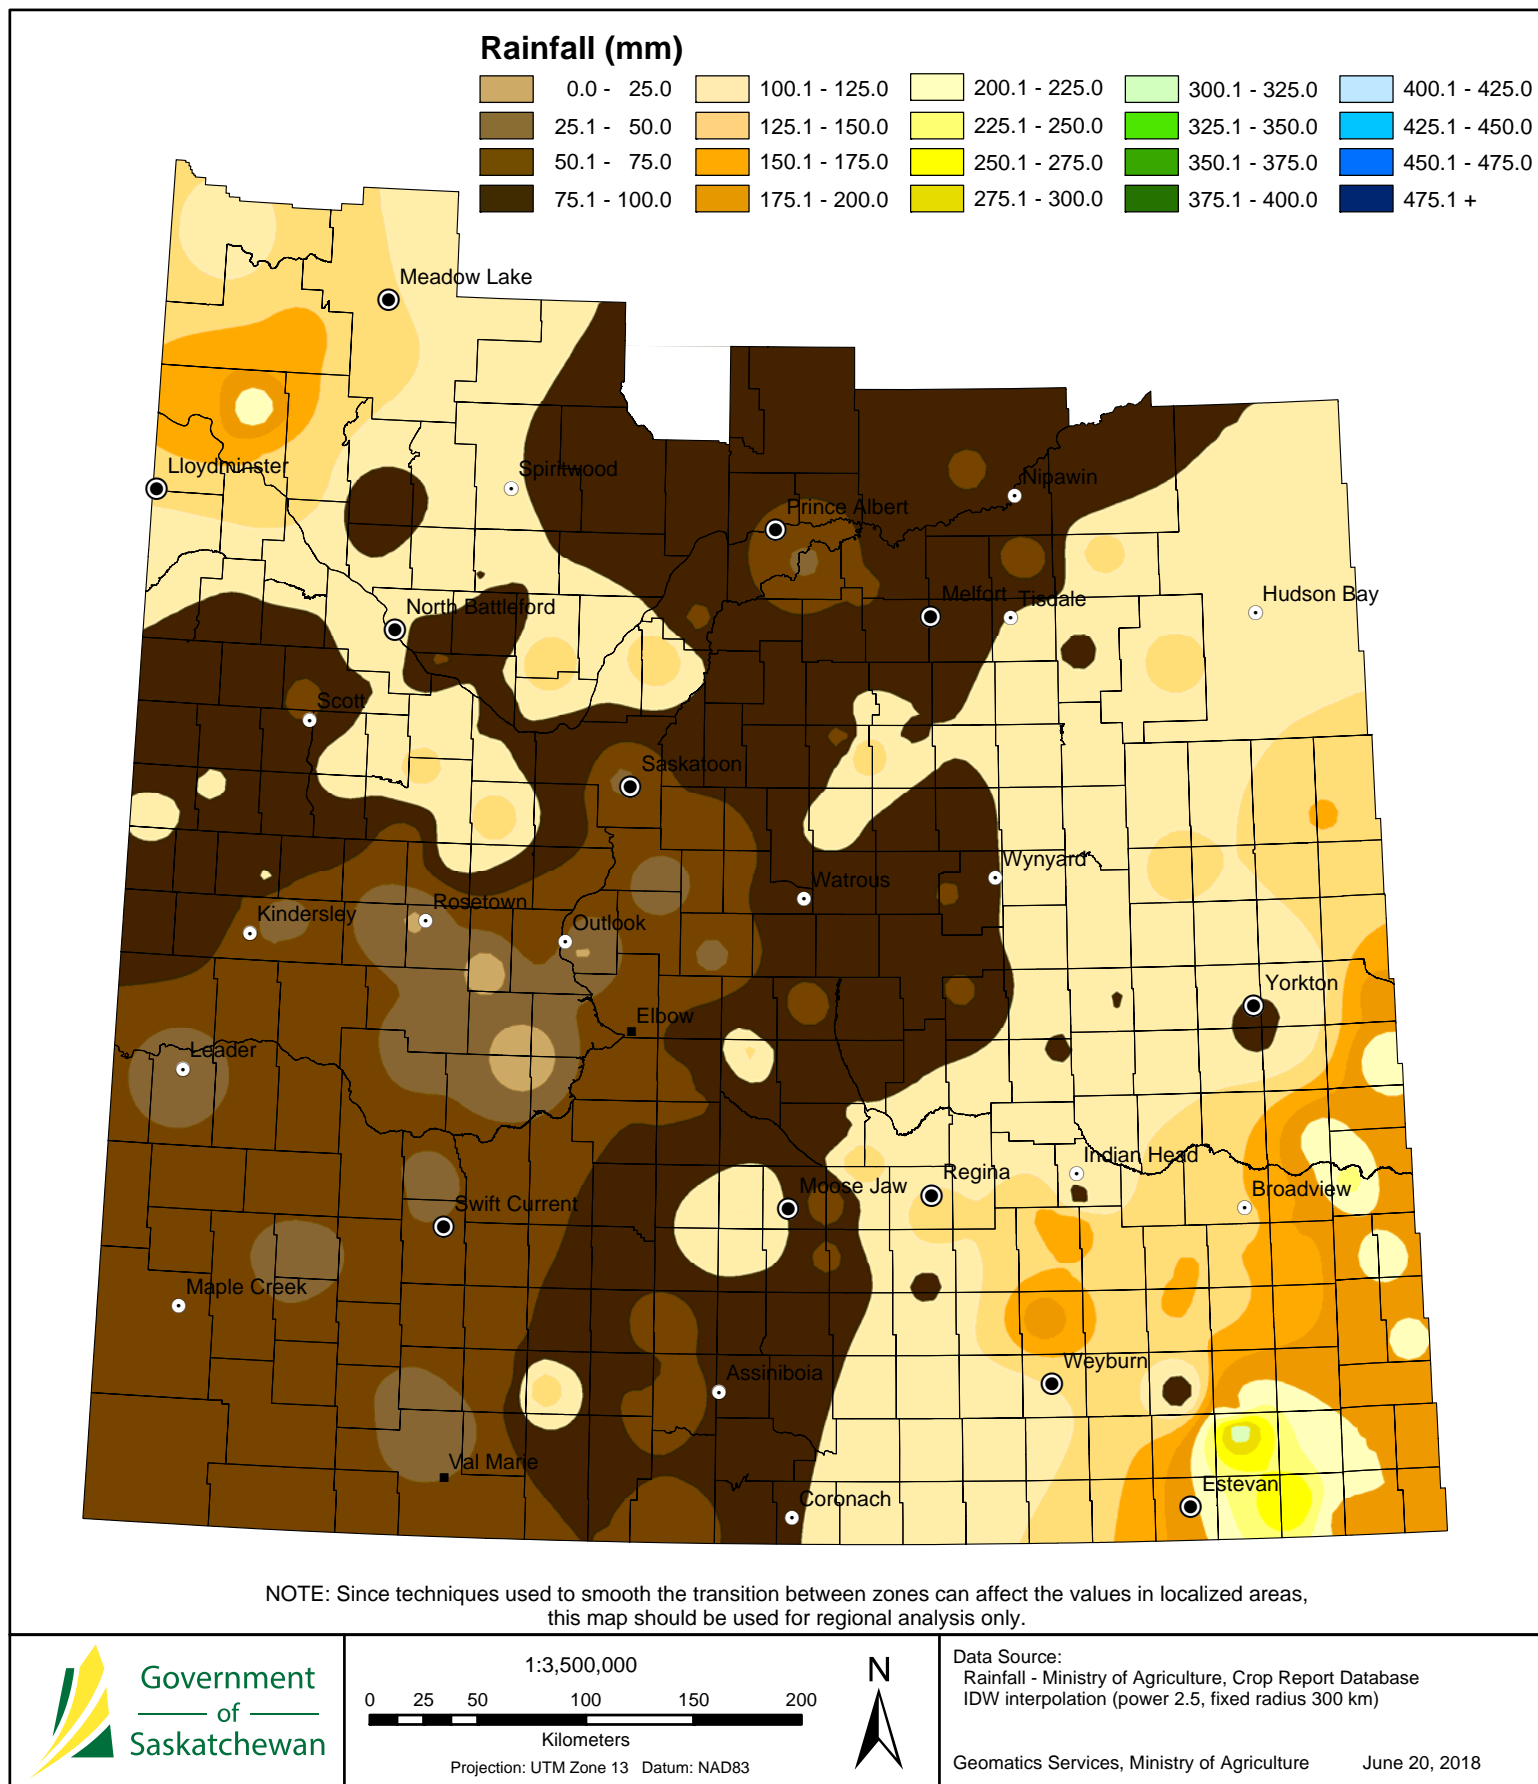 Rainfall (mm)
0.0 - 25.0
25.1 - 50.0
50.1 - 75.0
75.1 - 100.0
100.1 - 125.0
125.1 - 150.0
150.1 - 175.0
175.1 - 200.0
200.1 - 225.0
225.1 - 250.0
250.1 - 275.0
275.1 - 300.0
300.1 - 325.0
325.1 - 350.0
350.1 - 375.0
375.1 - 400.0
400.1 - 425.0
425.1 - 450.0
450.1 - 475.0
475.1 +
Meadow Lake
Lloydminster
Spiritwood
Nipawin
Prince Albert
Hudson Bay
North Battleford
Melfort
Tisdale
Scott
Saskatoon
Wynyard
Watrous
Rosetown
Kindersley
Outlook
Yorkton
Elbow
Leader
Indian Head
Regina
Moose Jaw
Broadview
Swift Current
Maple Creek
Weyburn
Assiniboia
Val Marie
Estevan
Coronach
NOTE: Since techniques used to smooth the transition between zones can affect the values in localized areas,
this map should be used for regional analysis only.
Government
of
Saskatchewan
1:3,500,000
0 25 50 100 150 200
Kilometers
Projection: UTM Zone 13 Datum: NAD83
N
Data Source:
Rainfall - Ministry of Agriculture, Crop Report Database
IDW interpolation (power 2.5, fixed radius 300 km)
Geomatics Services, Ministry of Agriculture June 20, 2018